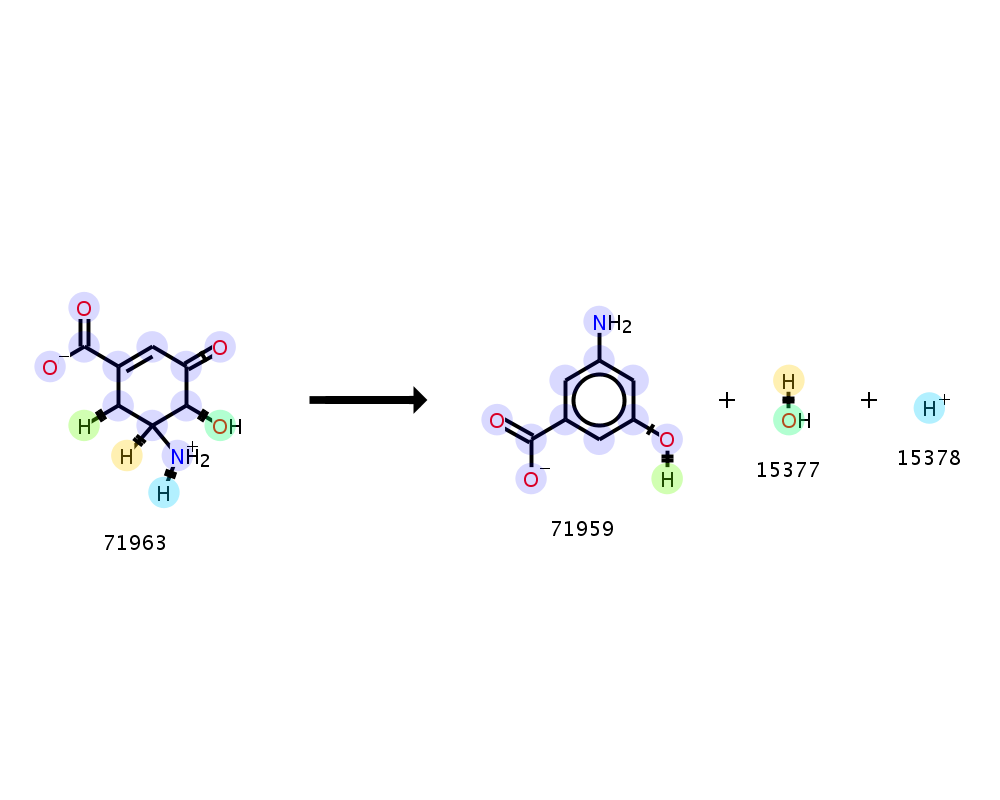 O
O−
O
H
OH
H
NH2+
H
71963
NH2
O
O−
O
H
71959
+
H
OH
15377
+
H+
15378